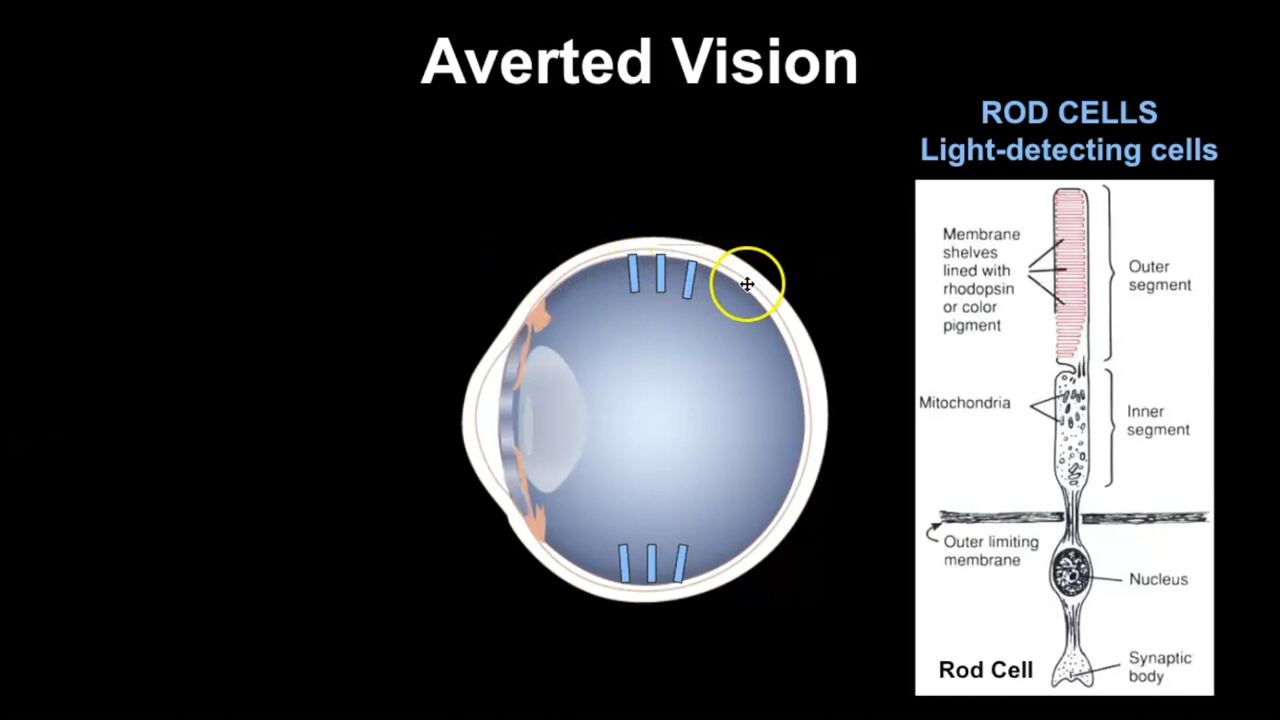 Averted Vision
ROD CELLS
Light-detecting cells
Membrane
shelves
lined with
rhodopsin
or color
pigment
Outer
segment
Mitochondria
Inner
segment
Outer limiting
membrane
Nucleus
Synaptic
body
Rod Cell